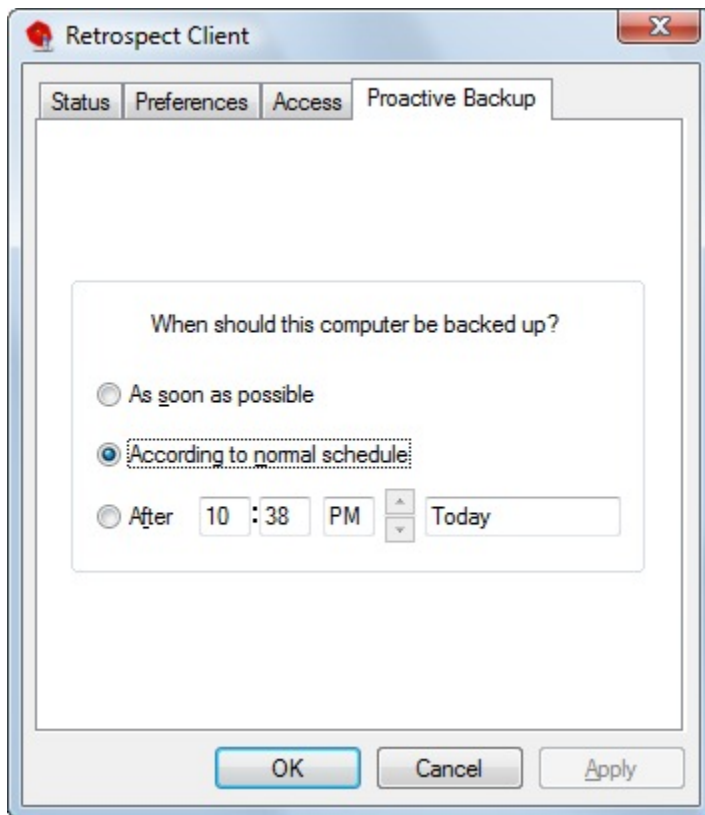 Retrospect Client
Status Preferences Access Proactive Backup
When should this computer be backed up?
As soon as possible
According to normal schedule
After 10 : 38 PM Today
OK Cancel Apply